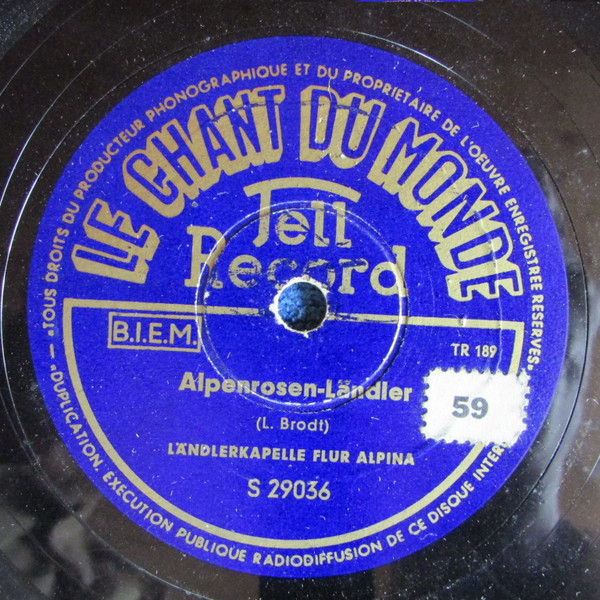 «TOUS DROITS DU PRODUCTEUR PHONOGRAPHIQUE ET DU PROPRIETAIRE DE L'OEUVRE ENREGISTREE RESERVES.
LE CHANT DU MONDE
Tell
Record
B.I.E.M.
TR 189
Alpenrosen-Ländler
59
(L. Brodt)
LÄNDLERKAPELLE FLUR ALPINA
S 29036
DUPLICATION, EXECUTION PUBLIQUE RADIODIFFUSION DE CE DISQUE